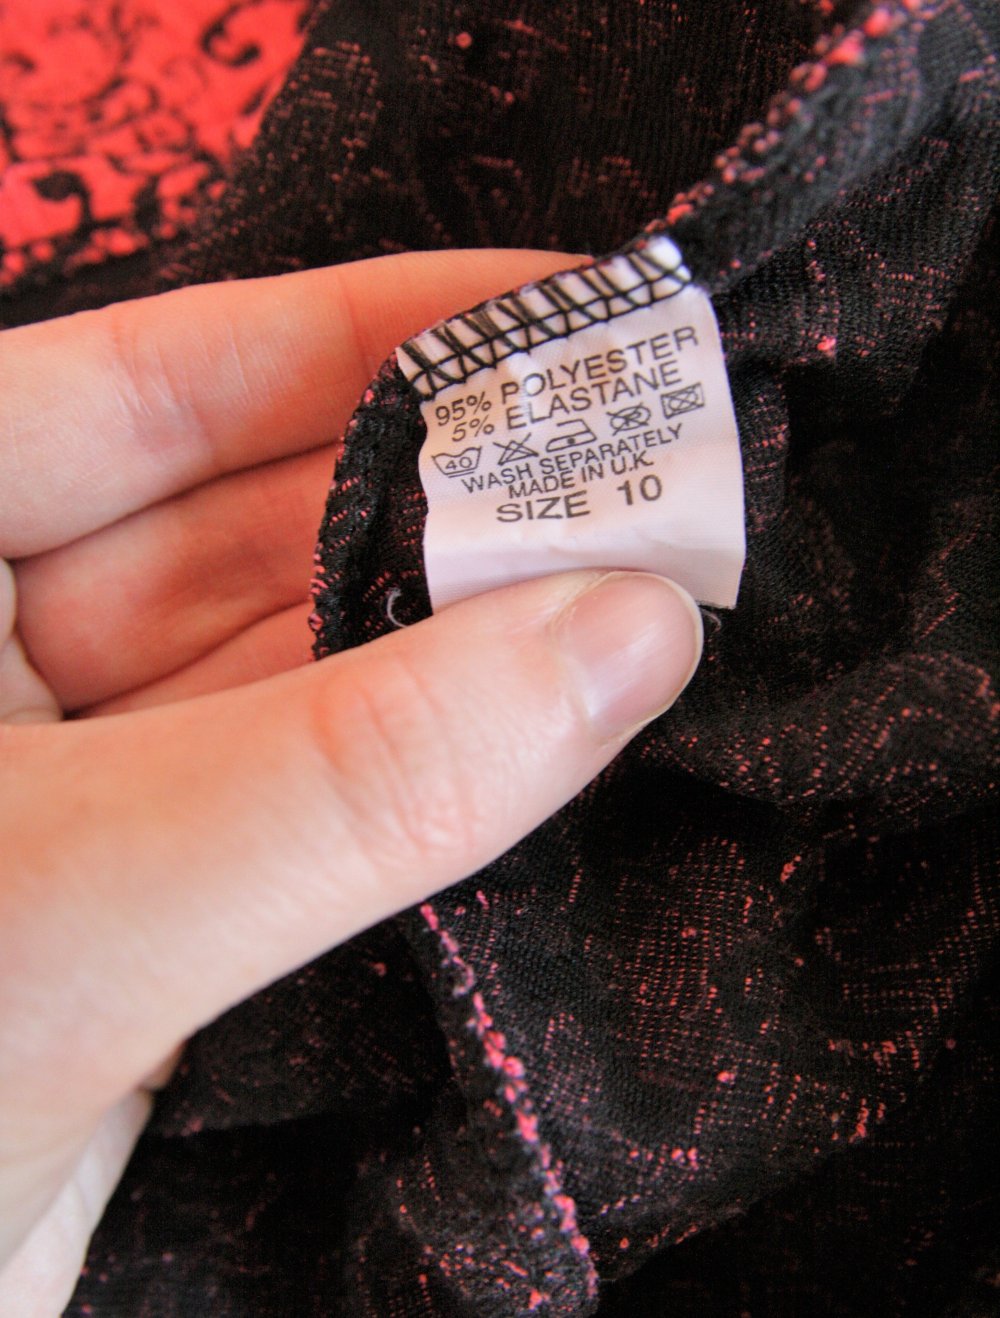 95% POLYESTER
5% ELASTANE
40
WASH SEPARATELY
MADE IN U.K.
SIZE 10